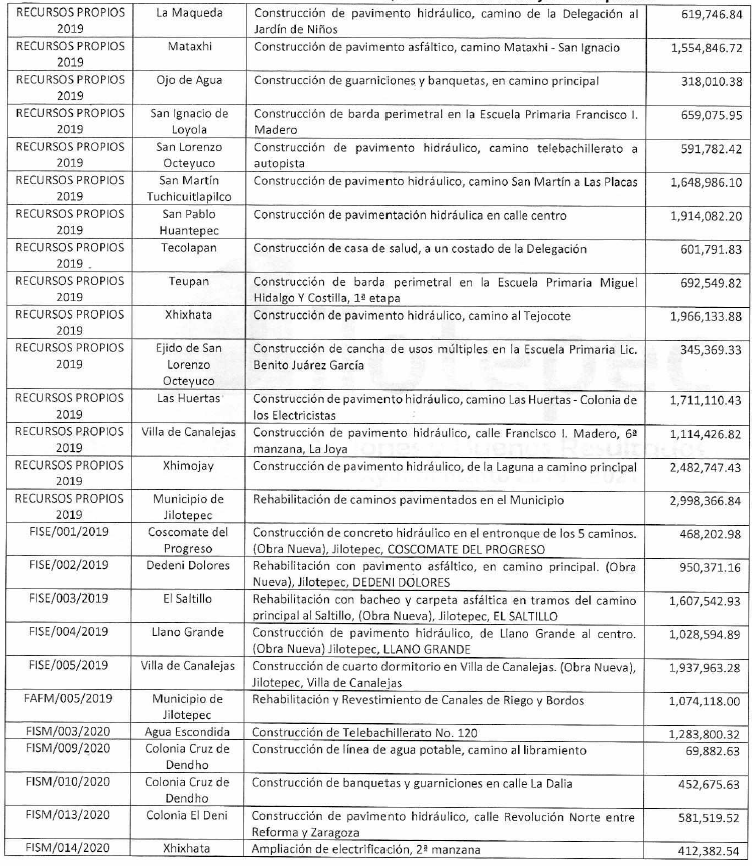 RECURSOS PROPIOS 2019 | La Maqueda | Construcción de pavimento hidráulico, camino de la Delegación al Jardín de Niños | 619,746.84
RECURSOS PROPIOS 2019 | Mataxhi | Construcción de pavimento asfáltico, camino Mataxhi - San Ignacio | 1,554,846.72
RECURSOS PROPIOS 2019 | Ojo de Agua | Construcción de guarniciones y banquetas, en camino principal | 318,010.38
RECURSOS PROPIOS 2019 | San Ignacio de Loyola | Construcción de barda perimetral en la Escuela Primaria Francisco I. Madero | 659,075.95
RECURSOS PROPIOS 2019 | San Lorenzo Octeyuco | Construcción de pavimento hidráulico, camino telebachillerato a autopista | 591,782.42
RECURSOS PROPIOS 2019 | San Martín Tuchicuitlapilco | Construcción de pavimento hidráulico, camino San Martín a Las Placas | 1,648,986.10
RECURSOS PROPIOS 2019 | San Pablo Huantepec | Construcción de pavimentación hidráulica en calle centro | 1,914,082.20
RECURSOS PROPIOS 2019 . | Tecolapan | Construcción de casa de salud, a un costado de la Delegación | 601,791.83
RECURSOS PROPIOS 2019 | Teupan | Construcción de barda perimetral en la Escuela Primaria Miguel Hidalgo Y Costilla, 1ª etapa | 692,549.82
RECURSOS PROPIOS 2019 | Xhixhata | Construcción de pavimento hidráulico, camino al Tejocote | 1,966,133.88
RECURSOS PROPIOS 2019 | Ejido de San Lorenzo Octeyuco | Construcción de cancha de usos múltiples en la Escuela Primaria Lic. Benito Juárez García | 345,369.33
RECURSOS PROPIOS 2019 | Las Huertas | Construcción de pavimento hidráulico, camino Las Huertas - Colonia de los Electricistas | 1,711,110.43
RECURSOS PROPIOS 2019 | Villa de Canalejas | Construcción de pavimento hidráulico, calle Francisco I. Madero, 6ª manzana, La Joya | 1,114,426.82
RECURSOS PROPIOS 2019 | Xhimojay | Construcción de pavimento hidráulico, de la Laguna a camino principal | 2,482,747.43
RECURSOS PROPIOS 2019 | Municipio de Jilotepec | Rehabilitación de caminos pavimentados en el Municipio | 2,998,366.84
FISE/001/2019 | Coscomate del Progreso | Construcción de concreto hidráulico en el entronque de los 5 caminos. (Obra Nueva), Jilotepec, COSCOMATE DEL PROGRESO | 468,202.98
FISE/002/2019 | Dedeni Dolores | Rehabilitación con pavimento asfáltico, en camino principal. (Obra Nueva), Jilotepec, DEDENI DOLORES | 950,371.16
FISE/003/2019 | El Saltillo | Rehabilitación con bacheo y carpeta asfáltica en tramos del camino principal al Saltillo, (Obra Nueva), Jilotepec, EL SALTILLO | 1,607,542.93
FISE/004/2019 | Llano Grande | Construcción de pavimento hidráulico, de Llano Grande al centro. (Obra Nueva) Jilotepec, LLANO GRANDE | 1,028,594.89
FISE/005/2019 | Villa de Canalejas | Construcción de cuarto dormitorio en Villa de Canalejas. (Obra Nueva), Jilotepec, Villa de Canalejas | 1,937,963.28
FAFM/005/2019 | Municipio de Jilotepec | Rehabilitación y Revestimiento de Canales de Riego y Bordos | 1,074,118.00
FISM/003/2020 | Agua Escondida | Construcción de Telebachillerato No. 120 | 1,283,800.32
FISM/009/2020 | Colonia Cruz de Dendho | Construcción de línea de agua potable, camino al libramiento | 69,882.63
FISM/010/2020 | Colonia Cruz de Dendho | Construcción de banquetas y guarniciones en calle La Dalia | 452,675.63
FISM/013/2020 | Colonia El Deni | Construcción de pavimento hidráulico, calle Revolución Norte entre Reforma y Zaragoza | 581,519.52
FISM/014/2020 | Xhixhata | Ampliación de electrificación, 2ª manzana | 412,382.54